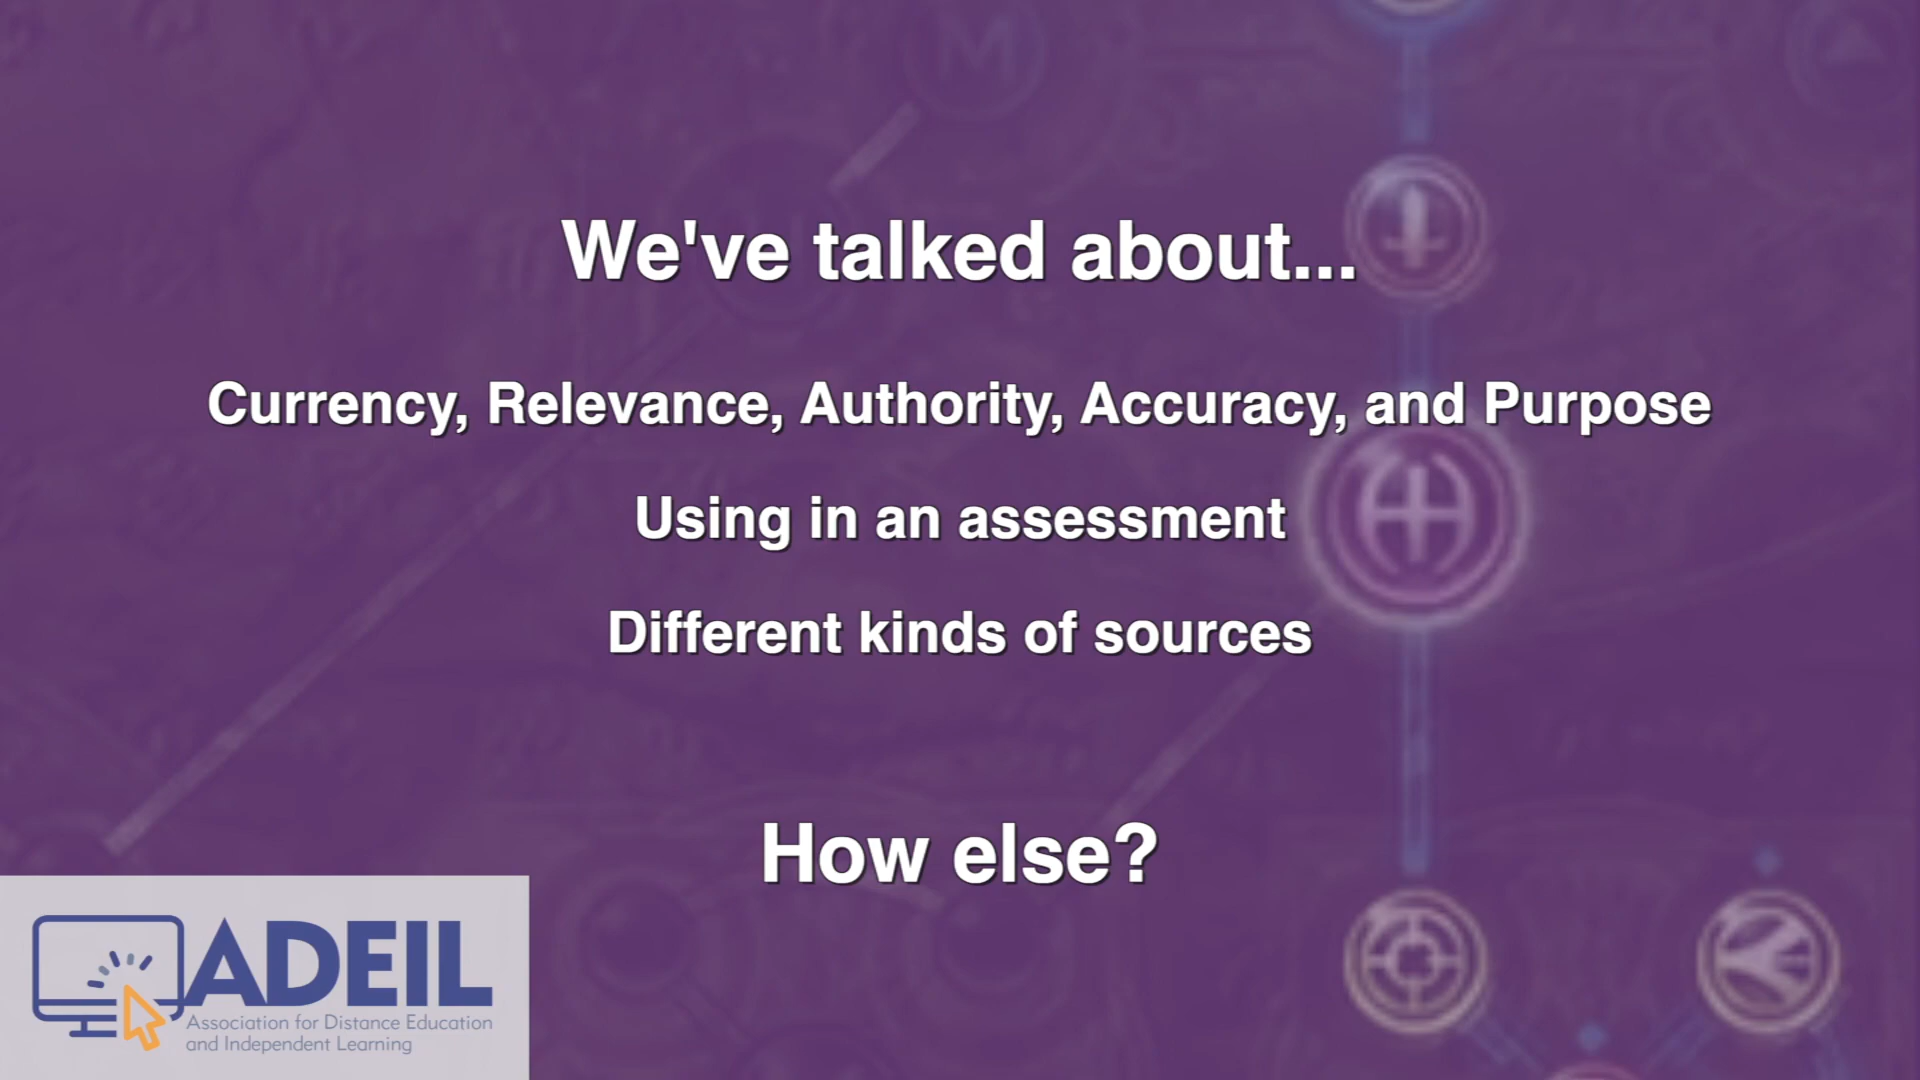 M
We've talked about...
Currency, Relevance, Authority, Accuracy, and Purpose
Using in an assessment
Different kinds of sources
How else?
ADEIL
Association for Distance Education
and Independent Learning